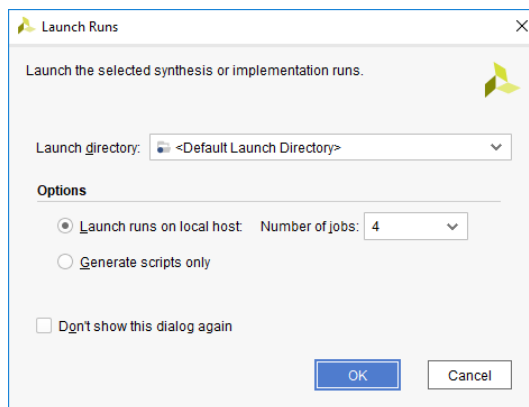 Launch Runs
Launch the selected synthesis or implementation runs.
Launch directory: <Default Launch Directory>
Options
Launch runs on local host: Number of jobs: 4
Generate scripts only
Don't show this dialog again
OK Cancel